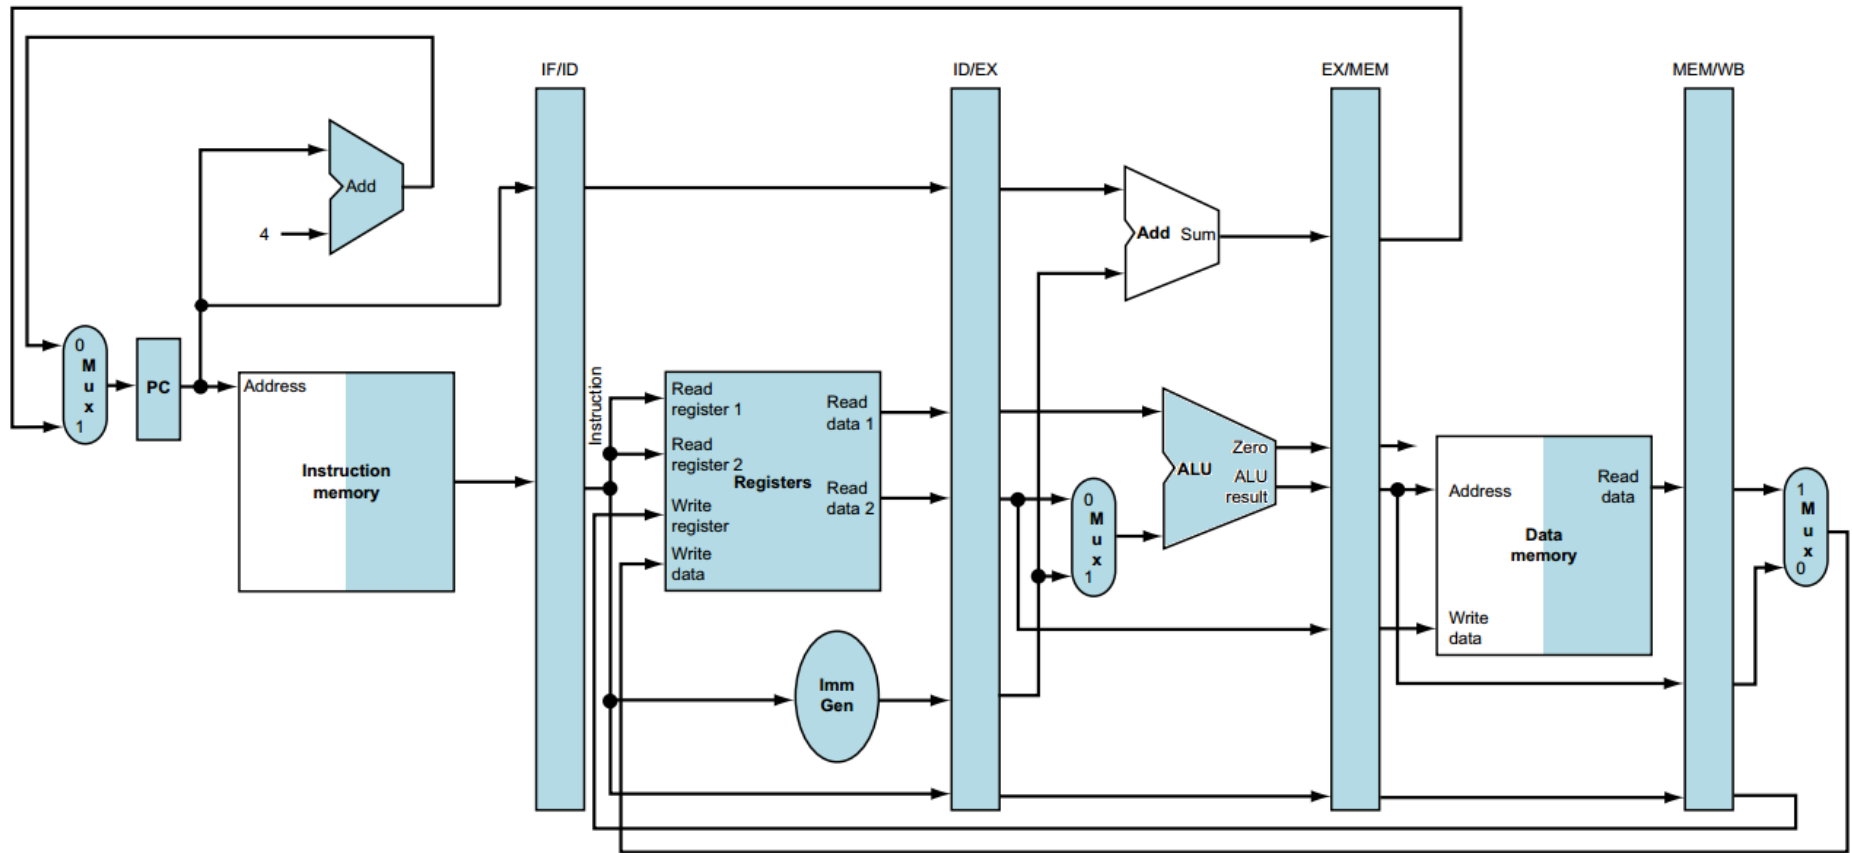 IF/ID
ID/EX
EX/MEM
MEM/WB
Add
4
Add Sum
0
M
u
x
1
PC
Address
Instruction
memory
Instruction
Read
register 1
Read
register 2
Write
register
Write
data
Registers
Read
data 1
Read
data 2
Imm
Gen
0
M
u
x
1
ALU
Zero
ALU
result
Address
Read
data
Data
memory
Write
data
1
M
u
x
0